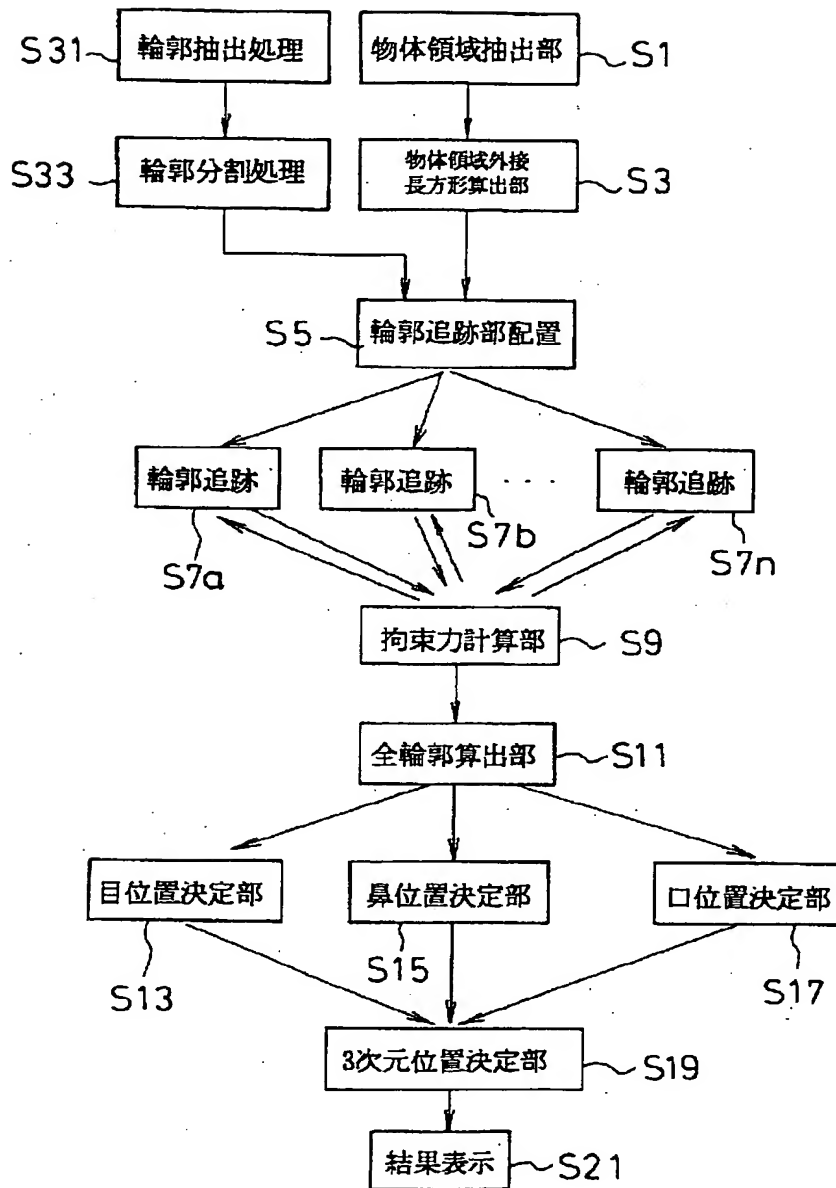 S31
輪郭抽出処理
物体領域抽出部
S1
S33
輪郭分割処理
物体領域外接
長方形算出部
S3
S5
輪郭追跡部配置
輪郭追跡
輪郭追跡
・・・
輪郭追跡
S7a
S7b
S7n
拘束力計算部
S9
全輪郭算出部
S11
目位置決定部
鼻位置決定部
口位置決定部
S13
S15
S17
3次元位置決定部
S19
結果表示
S21